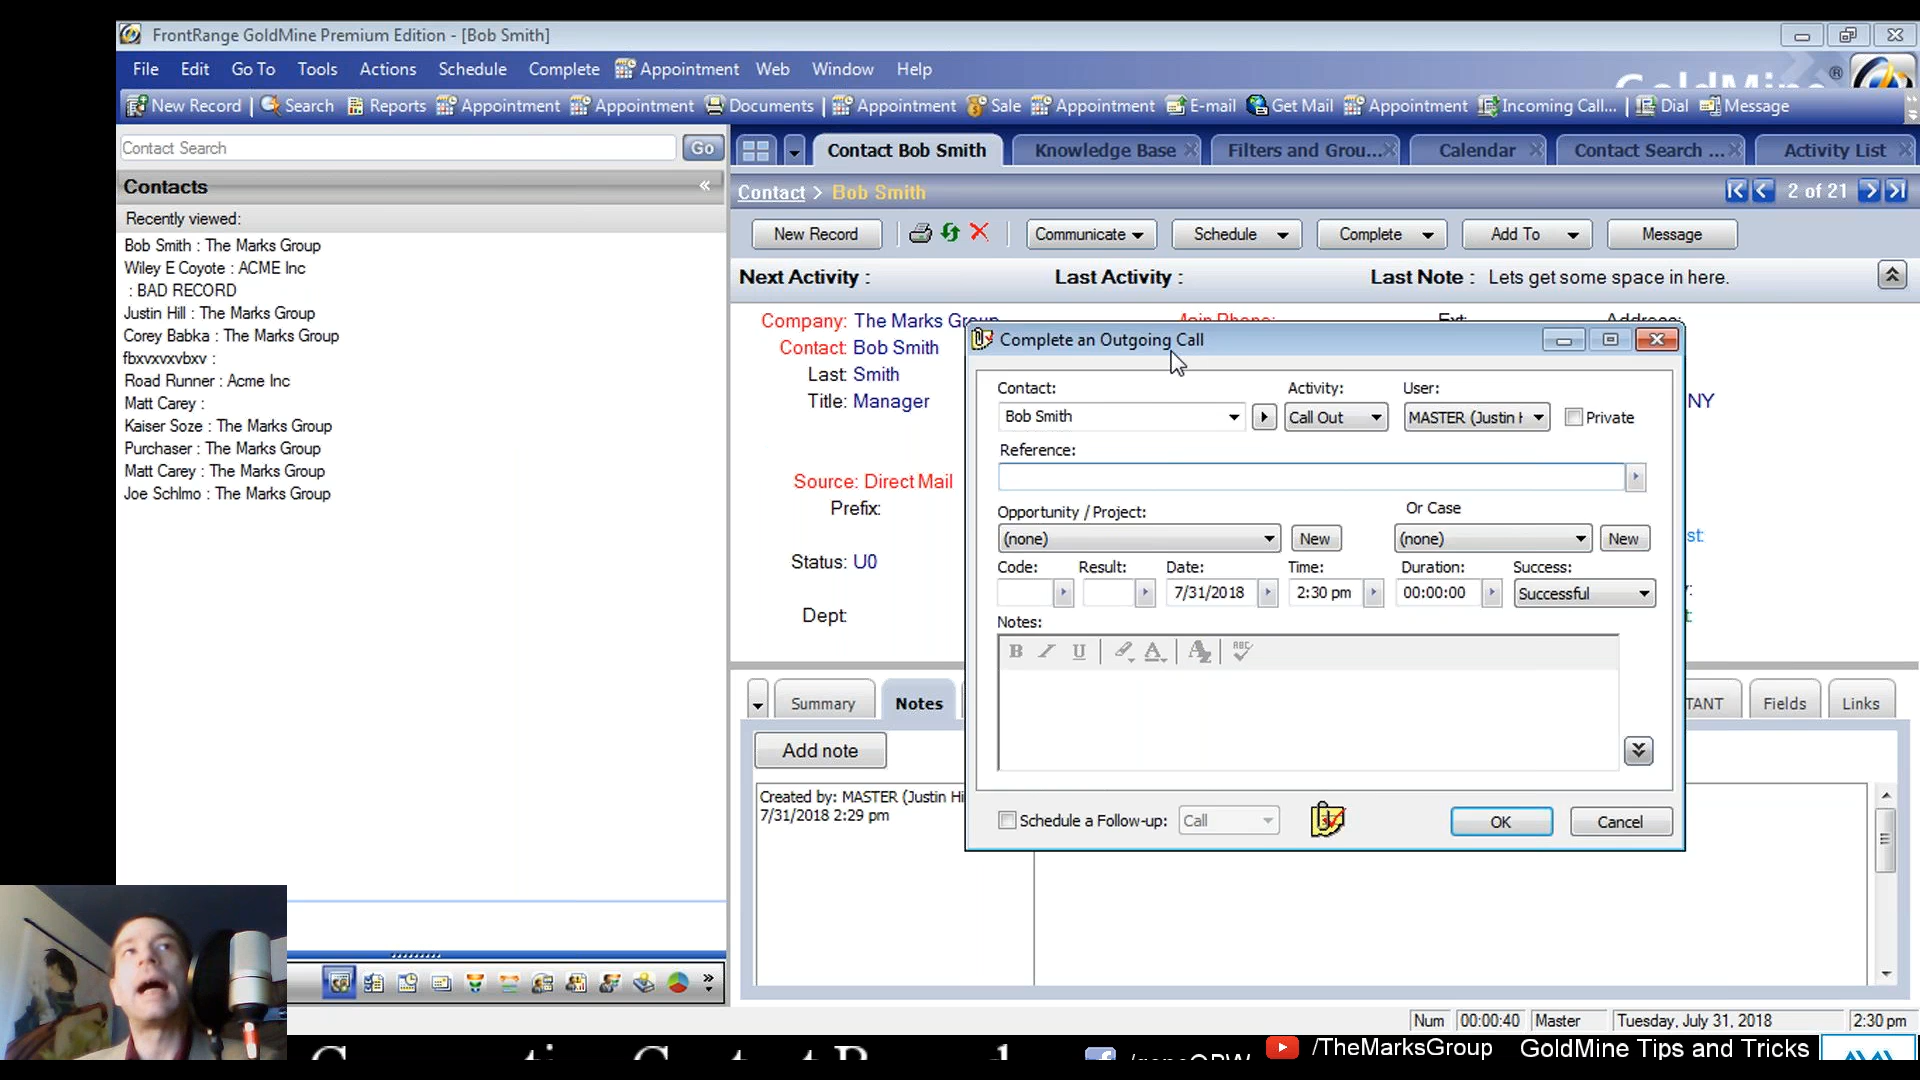 FrontRange GoldMine Premium Edition - [Bob Smith]
File Edit Go To Tools Actions Schedule Complete Appointment Web Window Help
GoldMine®
New Record Search Reports Appointment Appointment Documents Appointment Sale Appointment E-mail Get Mail Appointment Incoming Call... Dial Message
Contact Search Go
Contact Bob Smith Knowledge Base Filters and Grou... Calendar Contact Search ... Activity List
Contacts «
Contact > Bob Smith 2 of 21
Recently viewed:
Bob Smith : The Marks Group
Wiley E Coyote : ACME Inc
: BAD RECORD
Justin Hill : The Marks Group
Corey Babka : The Marks Group
fbxvxvxvbxv :
Road Runner : Acme Inc
Matt Carey :
Kaiser Soze : The Marks Group
Purchaser : The Marks Group
Matt Carey : The Marks Group
Joe Schlmo : The Marks Group
New Record Communicate Schedule Complete Add To Message
Next Activity : Last Activity : Last Note : Lets get some space in here.
Company: The Marks Group Main Phone: Ext: Address:
Contact: Bob Smith
Last: Smith
Title: Manager NY
Source: Direct Mail
Prefix:
st:
Status: U0
Dept:
Complete an Outgoing Call
Contact: Activity: User:
Bob Smith Call Out MASTER (Justin H Private
Reference:
Opportunity / Project: Or Case
(none) New (none) New
Code: Result: Date: Time: Duration: Success:
7/31/2018 2:30 pm 00:00:00 Successful
Notes:
B I U A A ABC
Schedule a Follow-up: Call OK Cancel
Summary Notes TANT Fields Links
Add note
Created by: MASTER (Justin Hi
7/31/2018 2:29 pm
Num 00:00:40 Master Tuesday, July 31, 2018 2:30 pm
/TheMarksGroup GoldMine Tips and Tricks